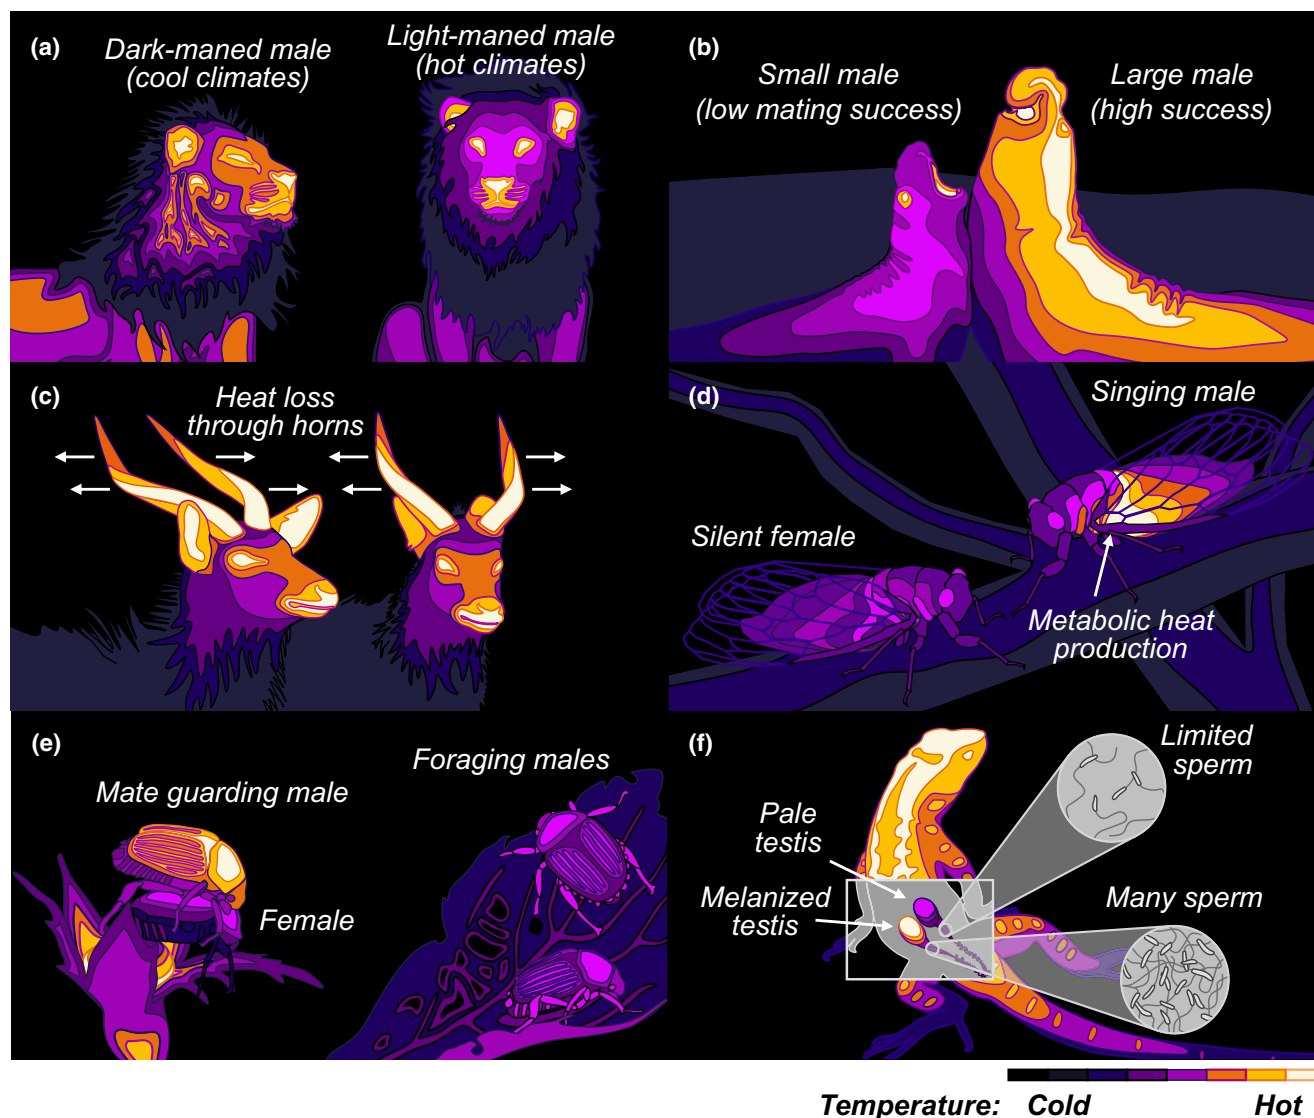 (a)
Dark-maned male
(cool climates)
Light-maned male
(hot climates)
(b)
Small male
(low mating success)
Large male
(high success)
(c)
Heat loss
through horns
(d)
Singing male
Silent female
Metabolic heat
production
(e)
Mate guarding male
Foraging males
Female
(f)
Limited
sperm
Pale
testis
Melanized
testis
Many sperm
Temperature: Cold Hot